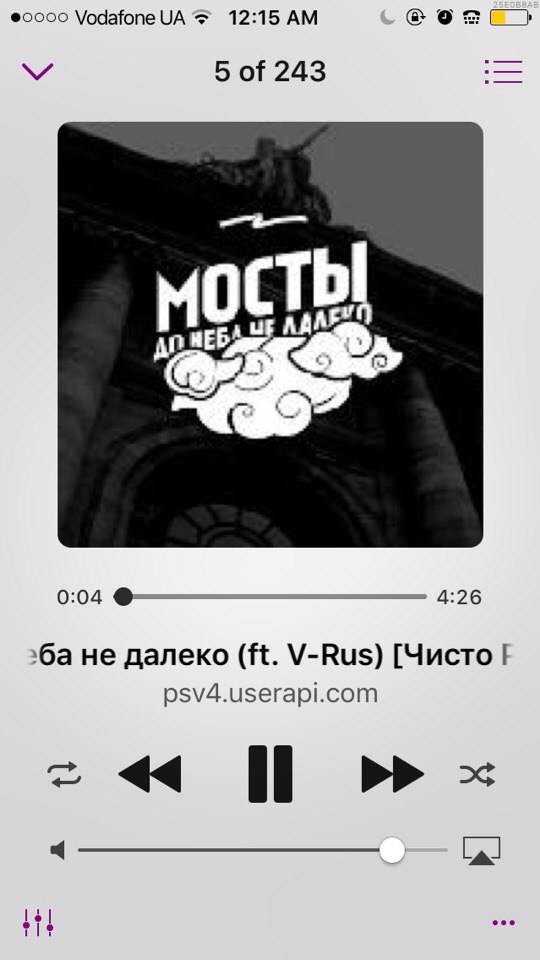 25E0B8AB
Vodafone UA 12:15 AM
5 of 243
МОСТЫ
ДО НЕБА НЕ ДАЛЕКО
0:04 4:26
еба не далеко (ft. V-Rus) [Чисто
psv4.userapi.com